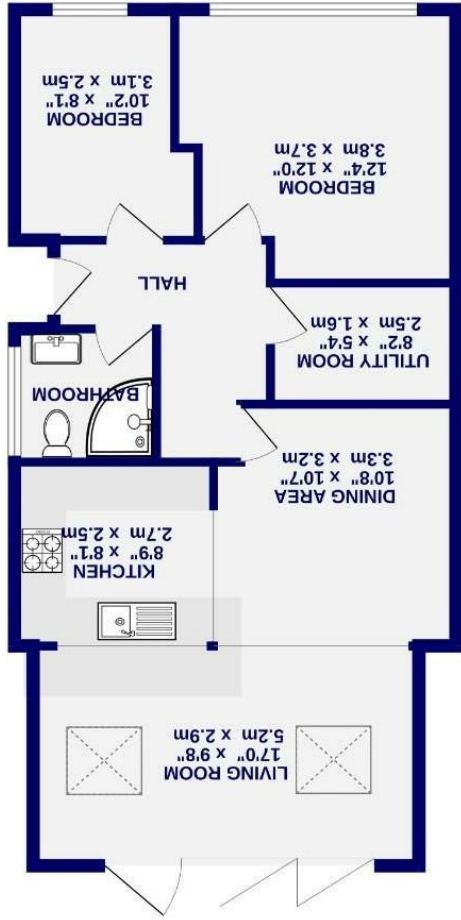 LIVING ROOM
17'0" x 9'8"
5.2m x 2.9m
KITCHEN
8'9" x 8'1"
2.7m x 2.5m
DINING AREA
10'8" x 10'7"
3.3m x 3.2m
BATHROOM
UTILITY ROOM
8'2" x 5'4"
2.5m x 1.6m
HALL
BEDROOM
12'4" x 12'0"
3.8m x 3.7m
BEDROOM
10'2" x 8'1"
3.1m x 2.5m